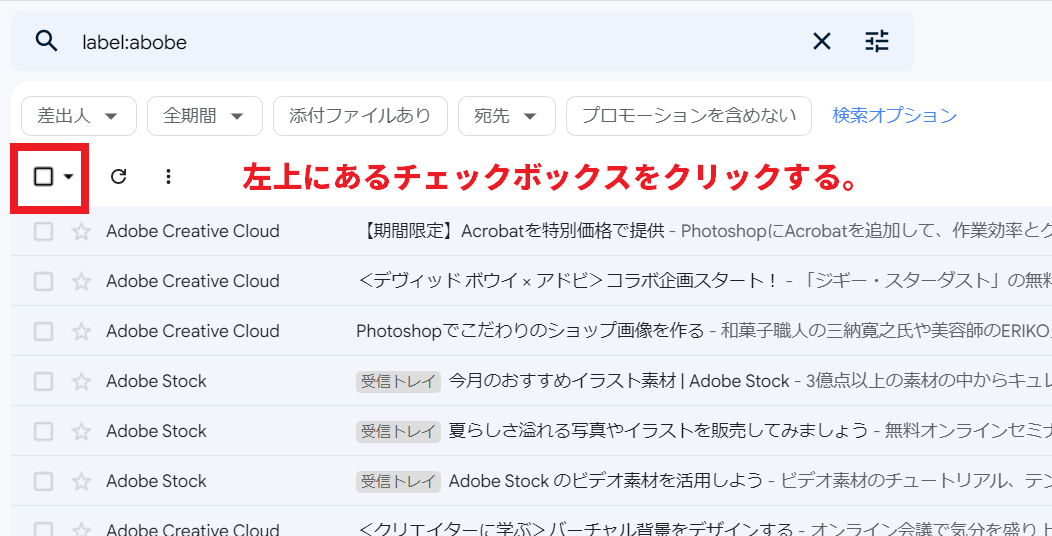 label:abobe
差出人 全期間 添付ファイルあり 宛先 プロモーションを含めない 検索オプション
左上にあるチェックボックスをクリックする。
Adobe Creative Cloud 【期間限定】Acrobatを特別価格で提供 - PhotoshopにAcrobatを追加して、作業効率とク
Adobe Creative Cloud ＜デヴィッド ボウイ × アドビ＞コラボ企画スタート！ - 「ジギー・スターダスト」の無料
Adobe Creative Cloud Photoshopでこだわりのショップ画像を作る - 和菓子職人の三納寛之氏や美容師のERIKO
Adobe Stock 受信トレイ 今月のおすすめイラスト素材 | Adobe Stock - 3億点以上の素材の中からキュレ
Adobe Stock 受信トレイ 夏らしさ溢れる写真やイラストを販売してみましょう - 無料オンラインセミナ
Adobe Stock 受信トレイ Adobe Stock のビデオ素材を活用しよう - ビデオ素材のチュートリアル、テン
Adobe Creative Cloud ＜クリエイターに学ぶ＞バーチャル背景をデザインする - オンライン会議で気分を盛り上